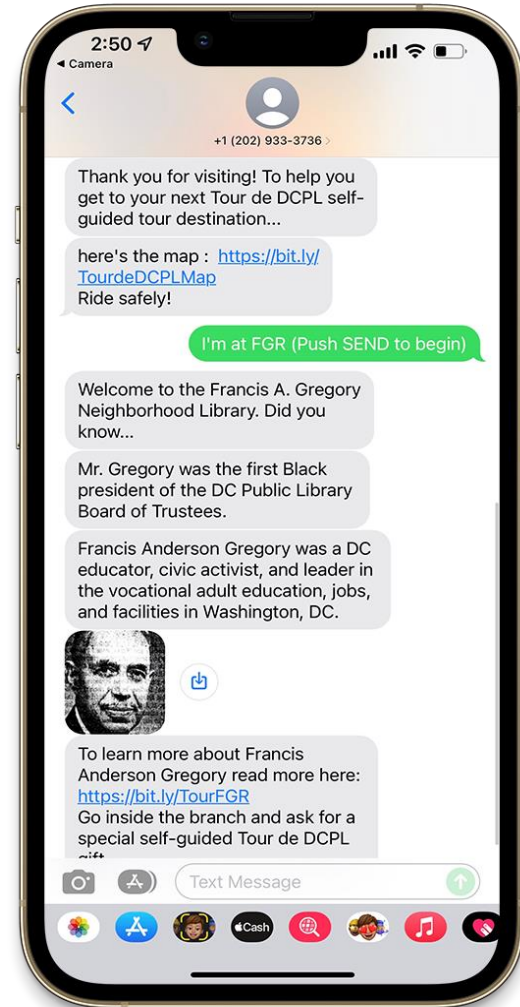 2:50
◀ Camera
+1 (202) 933-3736 >
Thank you for visiting! To help you
get to your next Tour de DCPL self-
guided tour destination...
here's the map : https://bit.ly/
TourdeDCPLMap
Ride safely!
I'm at FGR (Push SEND to begin)
Welcome to the Francis A. Gregory
Neighborhood Library. Did you
know...
Mr. Gregory was the first Black
president of the DC Public Library
Board of Trustees.
Francis Anderson Gregory was a DC
educator, civic activist, and leader in
the vocational adult education, jobs,
and facilities in Washington, DC.
To learn more about Francis
Anderson Gregory read more here:
https://bit.ly/TourFGR
Go inside the branch and ask for a
special self-guided Tour de DCPL
gift
Text Message
Cash